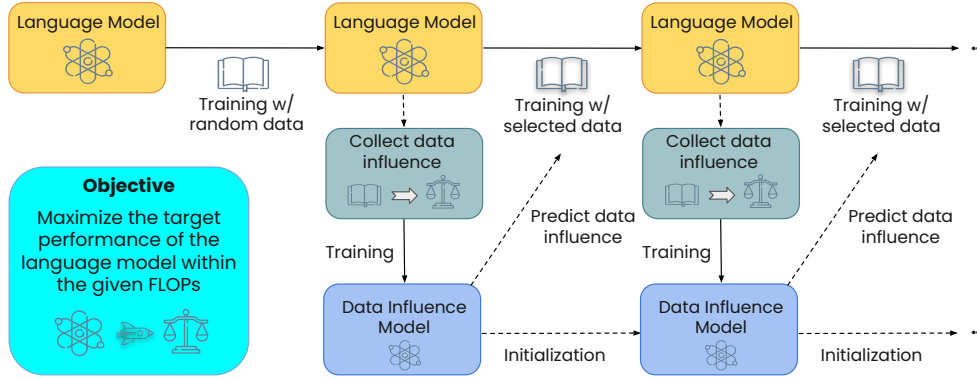 Language Model
Language Model
Language Model
Training w/
random data
Training w/
selected data
Training w/
selected data
Collect data
influence
Collect data
influence
Objective
Maximize the target
performance of the
language model within
the given FLOPs
Predict data
influence
Predict data
influence
Training
Training
Data Influence
Model
Data Influence
Model
Initialization
Initialization
...
...